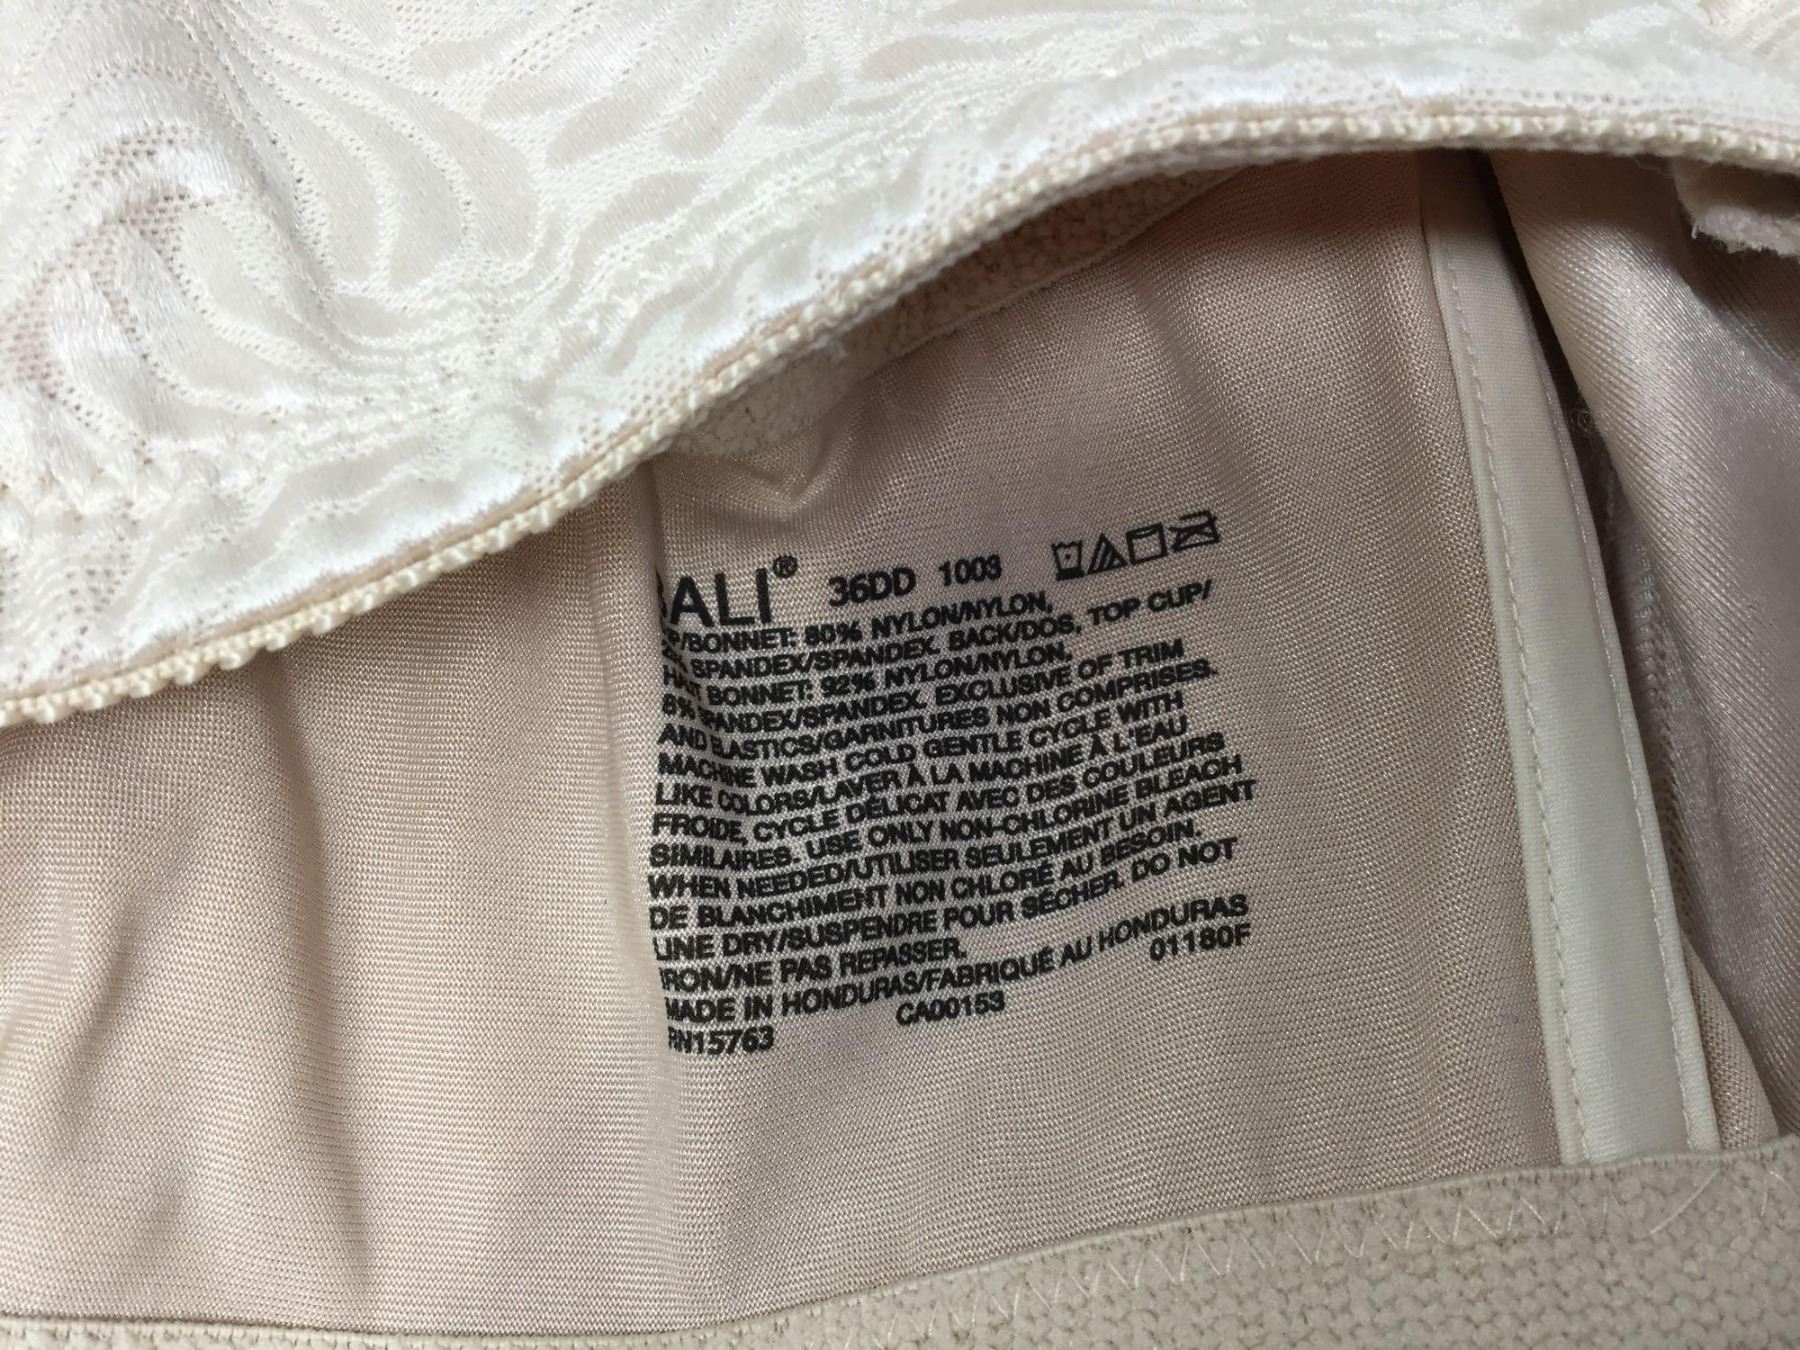 BALI® 36DD 1003
P/BONNET: 80% NYLON/NYLON,
SPANDEX/SPANDEX. BACK/DOS, TOP CUP/
HAUT BONNET: 92% NYLON/NYLON,
8% SPANDEX/SPANDEX. EXCLUSIVE OF TRIM
AND ELASTICS/GARNITURES NON COMPRISES.
MACHINE WASH COLD GENTLE CYCLE WITH
LIKE COLORS/LAVER À LA MACHINE À L'EAU
FROIDE, CYCLE DÉLICAT AVEC DES COULEURS
SIMILAIRES. USE ONLY NON-CHLORINE BLEACH
WHEN NEEDED/UTILISER SEULEMENT UN AGENT
DE BLANCHIMENT NON CHLORÉ AU BESOIN.
LINE DRY/SUSPENDRE POUR SÉCHER. DO NOT
IRON/NE PAS REPASSER.
MADE IN HONDURAS/FABRIQUÉ AU HONDURAS
RN15763 CA00153 01180F